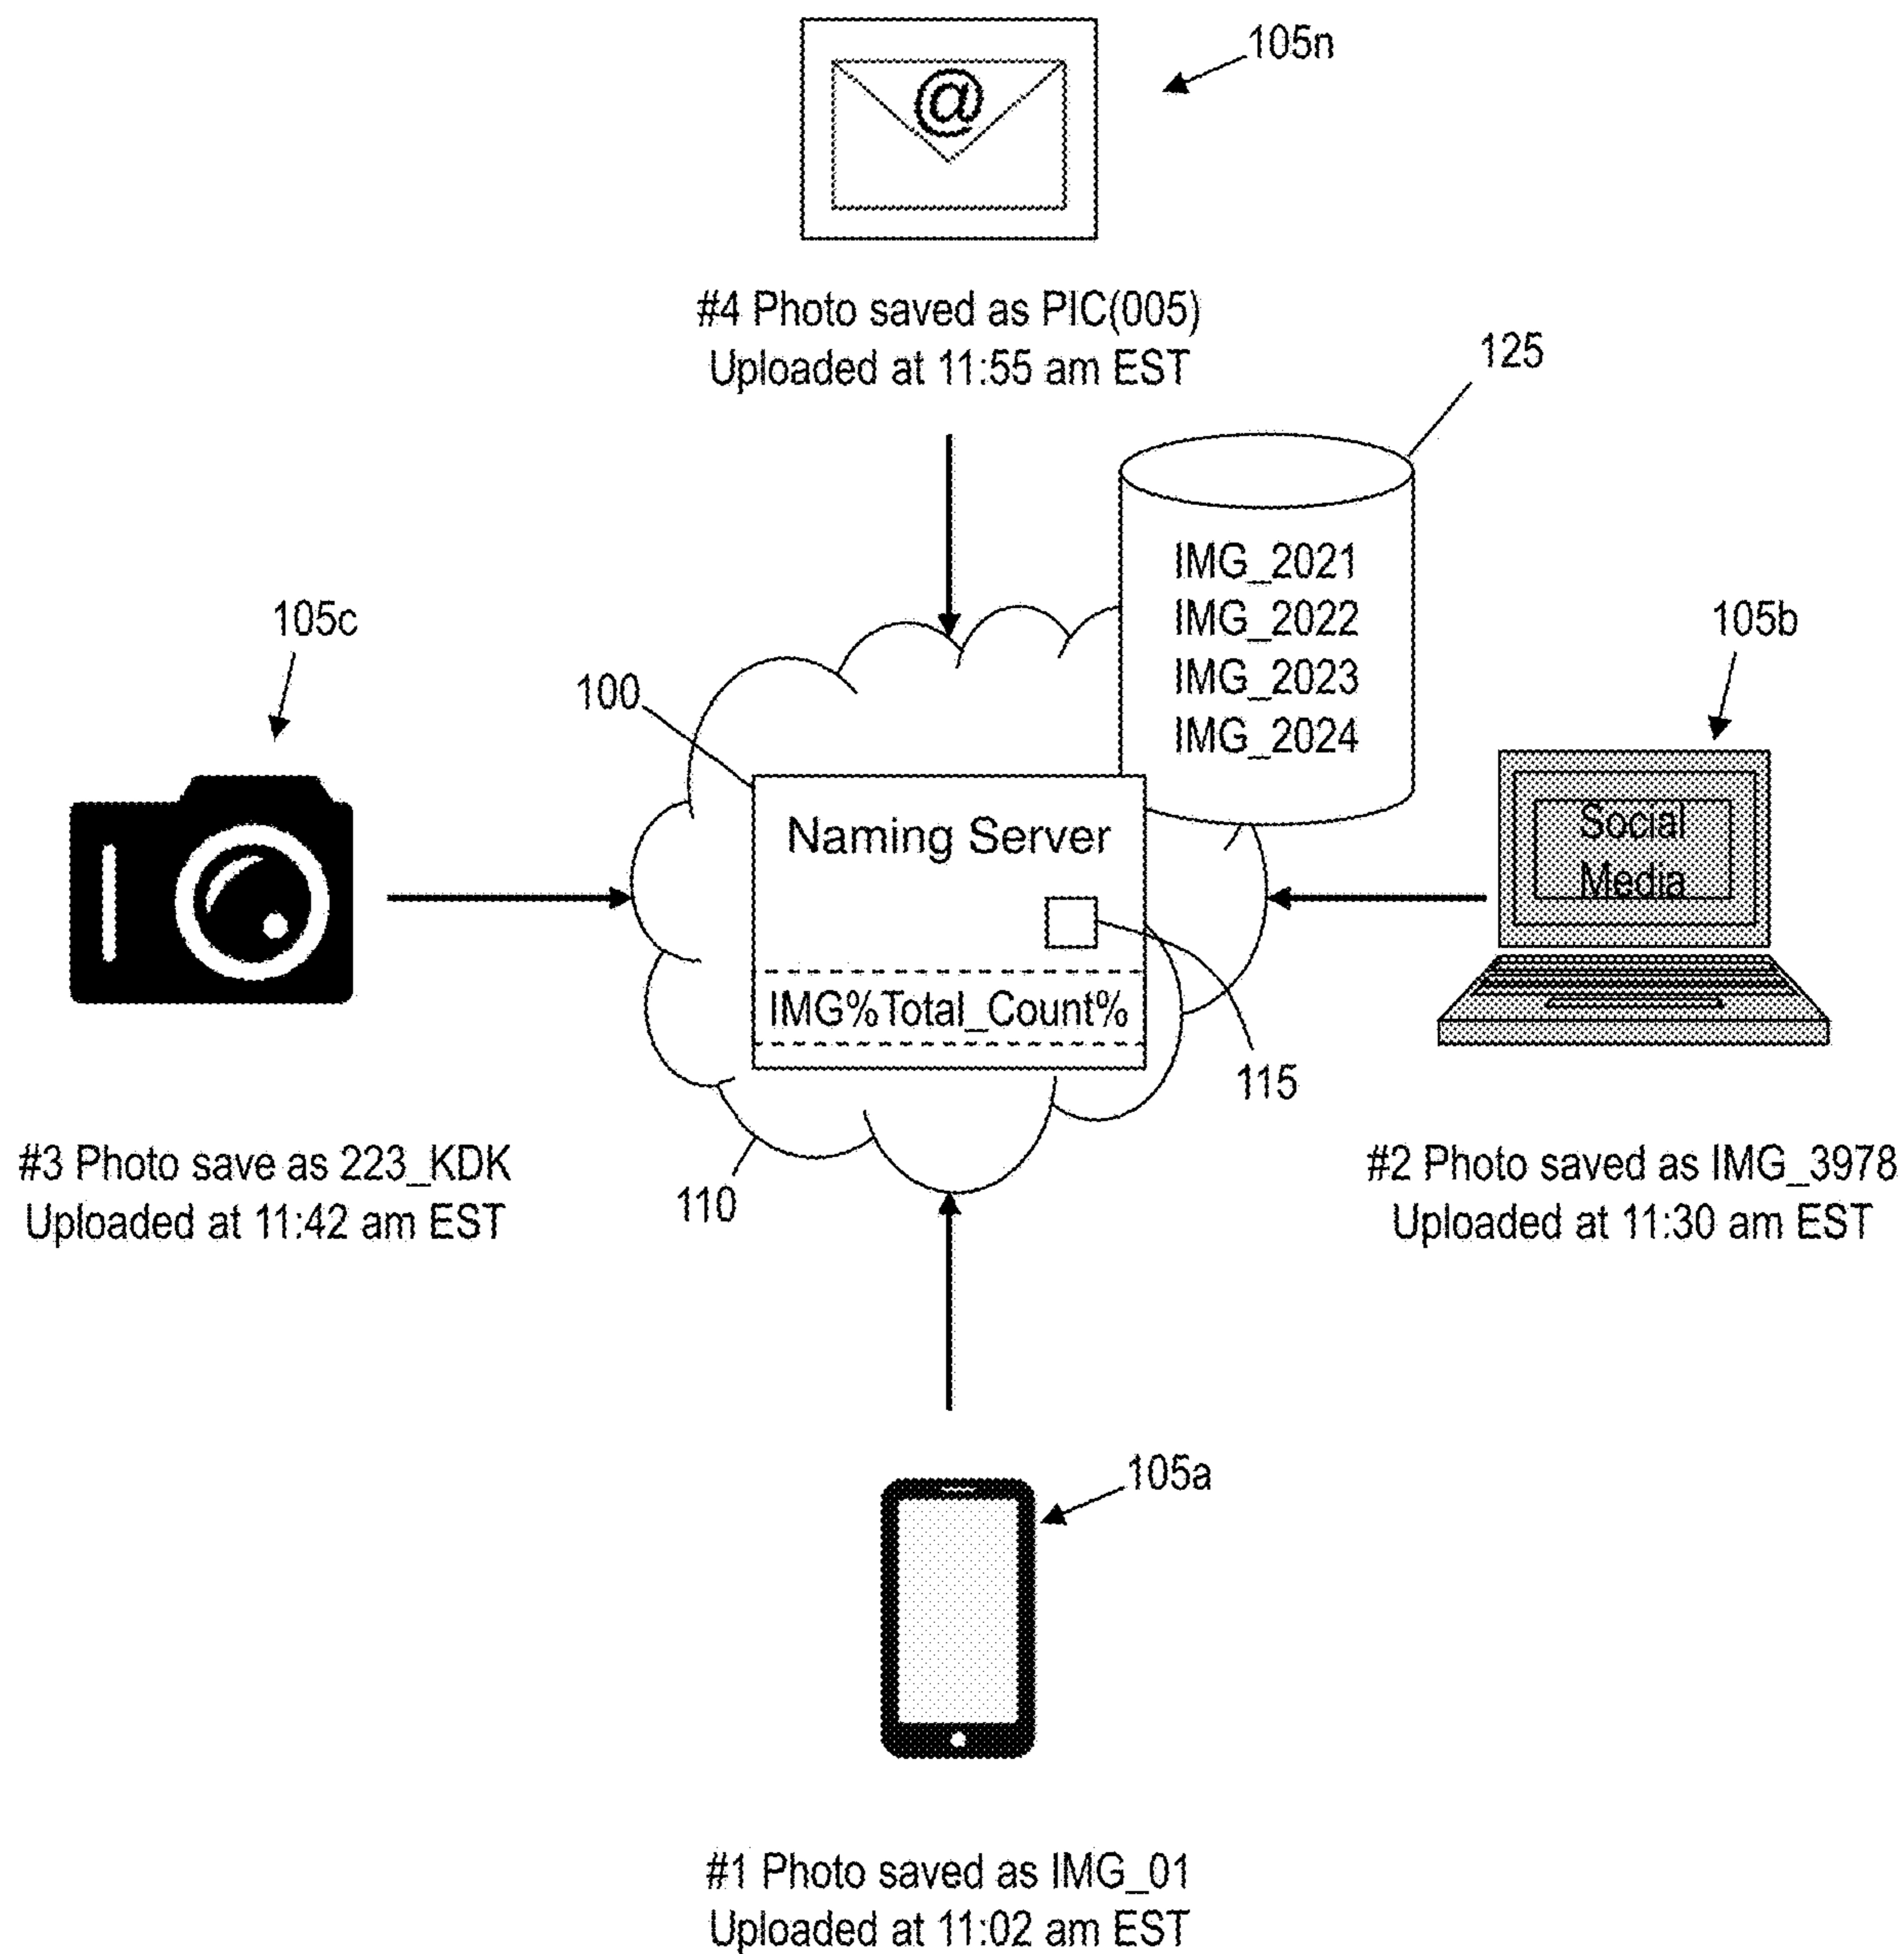 105n
@
#4 Photo saved as PIC(005)
Uploaded at 11:55 am EST
125
IMG_2021
IMG_2022
IMG_2023
IMG_2024
105c
105b
100
Naming Server
Social
Media
IMG%Total_Count%
115
#3 Photo save as 223_KDK
Uploaded at 11:42 am EST
110
#2 Photo saved as IMG_3978
Uploaded at 11:30 am EST
105a
#1 Photo saved as IMG_01
Uploaded at 11:02 am EST